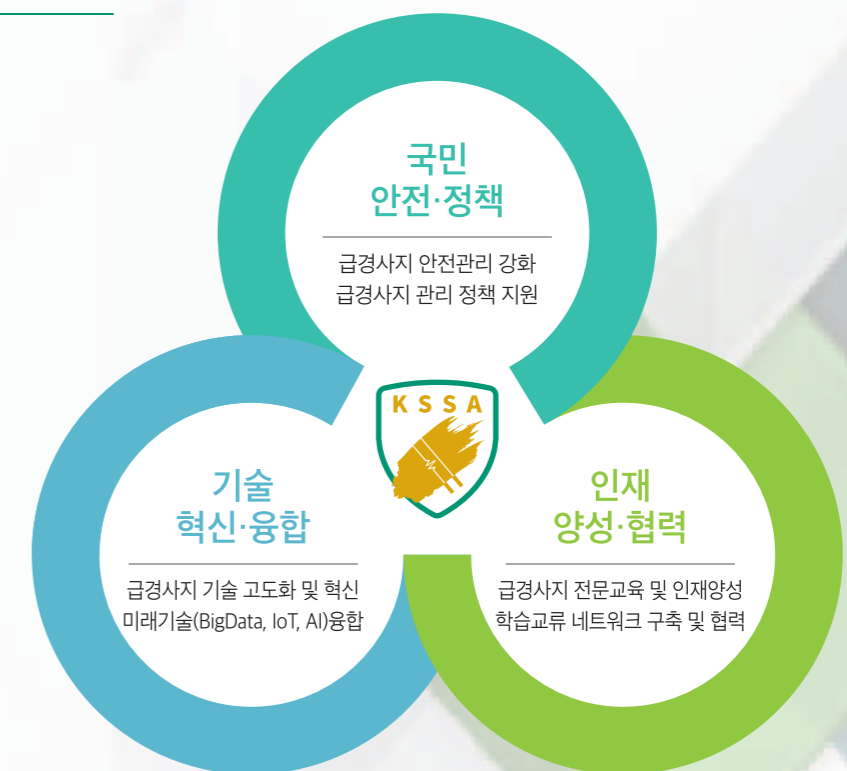 국민
안전·정책
급경사지 안전관리 강화
급경사지 관리 정책 지원
KSSA
기술
혁신·융합
급경사지 기술 고도화 및 혁신
미래기술(BigData, IoT, AI)융합
인재
양성·협력
급경사지 전문교육 및 인재양성
학습교류 네트워크 구축 및 협력